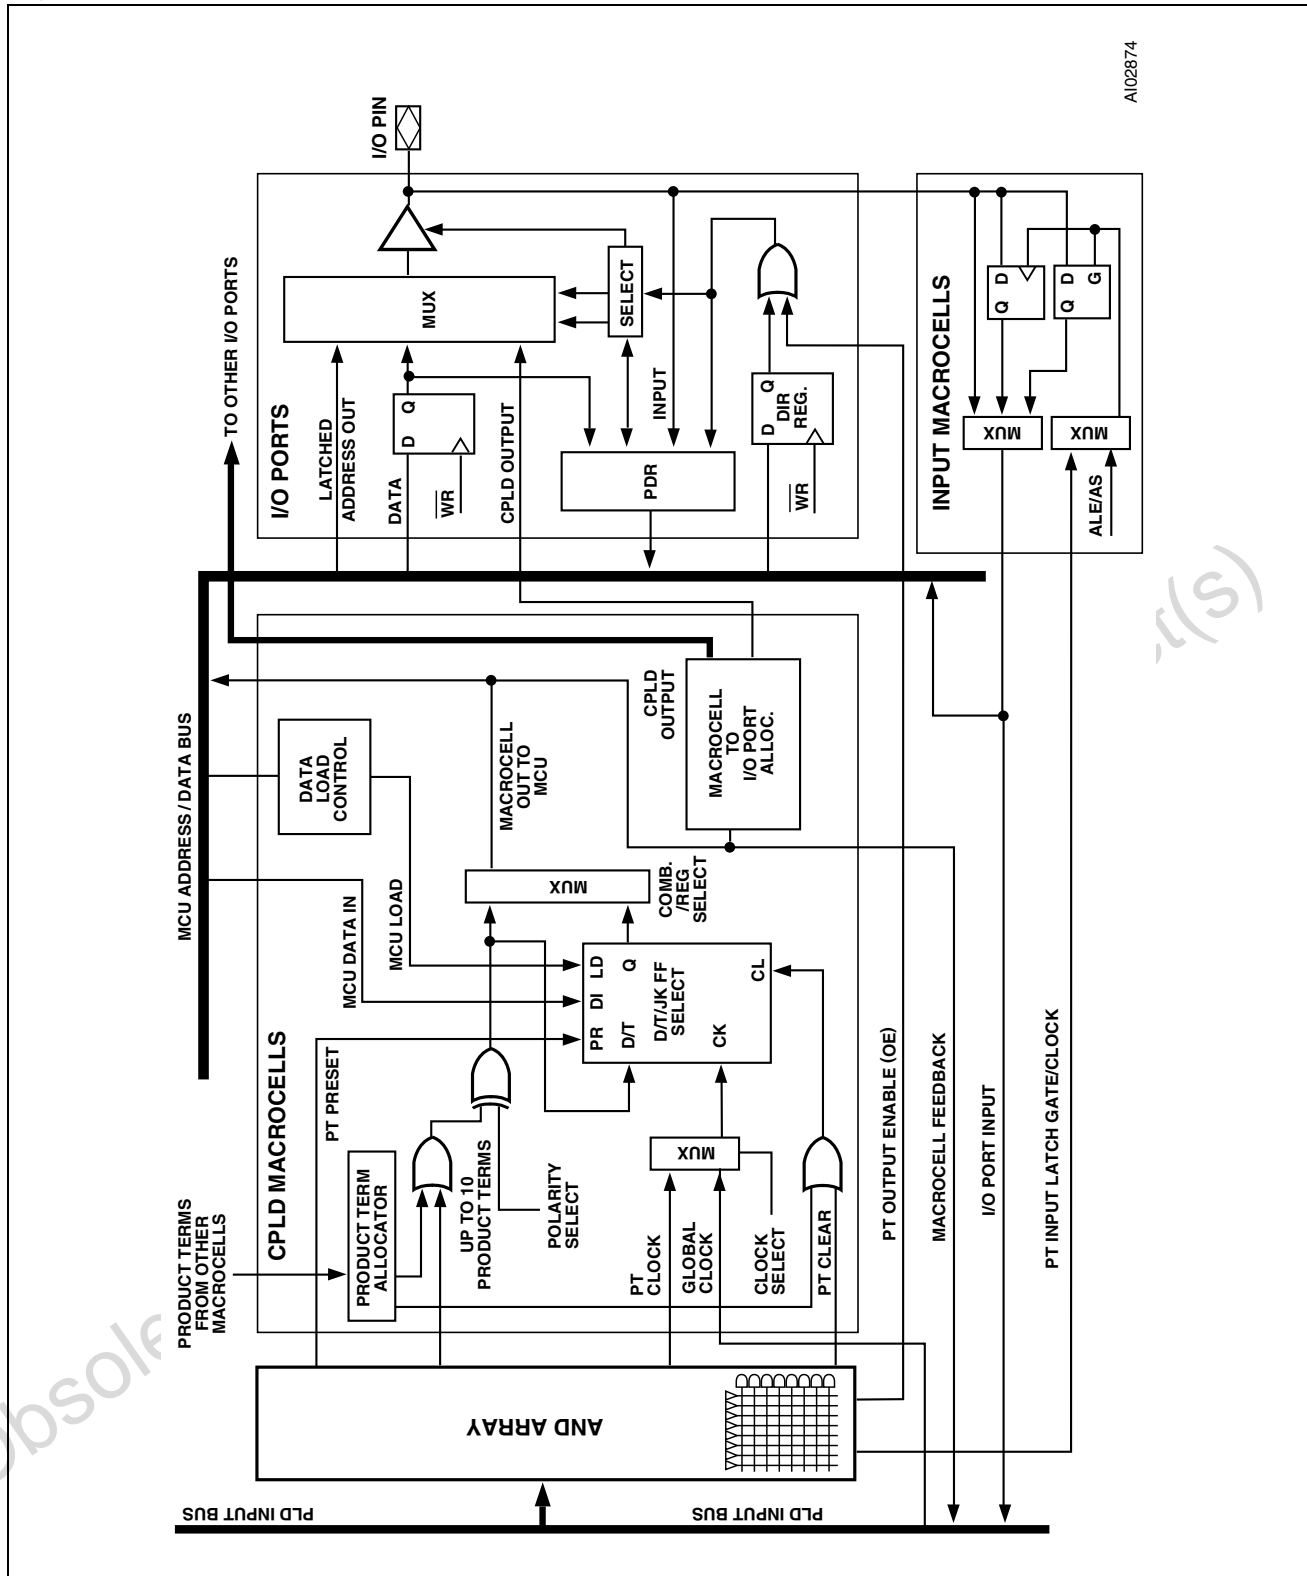 AI02874
I/O PIN
TO OTHER I/O PORTS
I/O PORTS
LATCHED
ADDRESS OUT
DATA
D Q
WR
CPLD OUTPUT
MUX
SELECT
INPUT
PDR
D Q
DIR
REG.
WR
INPUT MACROCELLS
Q D
Q D
G
MUX
MUX
ALE/AS
MCU ADDRESS / DATA BUS
CPLD MACROCELLS
DATA
LOAD
CONTROL
MCU DATA IN
MCU LOAD
MACROCELL
OUT TO
MCU
CPLD
OUTPUT
MACROCELL
TO
I/O PORT
ALLOC.
MUX
COMB.
/REG
SELECT
PR DI LD
D/T Q
D/T/JK FF
SELECT
CK
CL
PT PRESET
PRODUCT TERMS
FROM OTHER
MACROCELLS
PRODUCT TERM
ALLOCATOR
UP TO 10
PRODUCT TERMS
POLARITY
SELECT
PT
CLOCK
GLOBAL
CLOCK
MUX
CLOCK
SELECT
PT CLEAR
PT OUTPUT ENABLE (OE)
MACROCELL FEEDBACK
I/O PORT INPUT
PT INPUT LATCH GATE/CLOCK
AND ARRAY
PLD INPUT BUS
PLD INPUT BUS